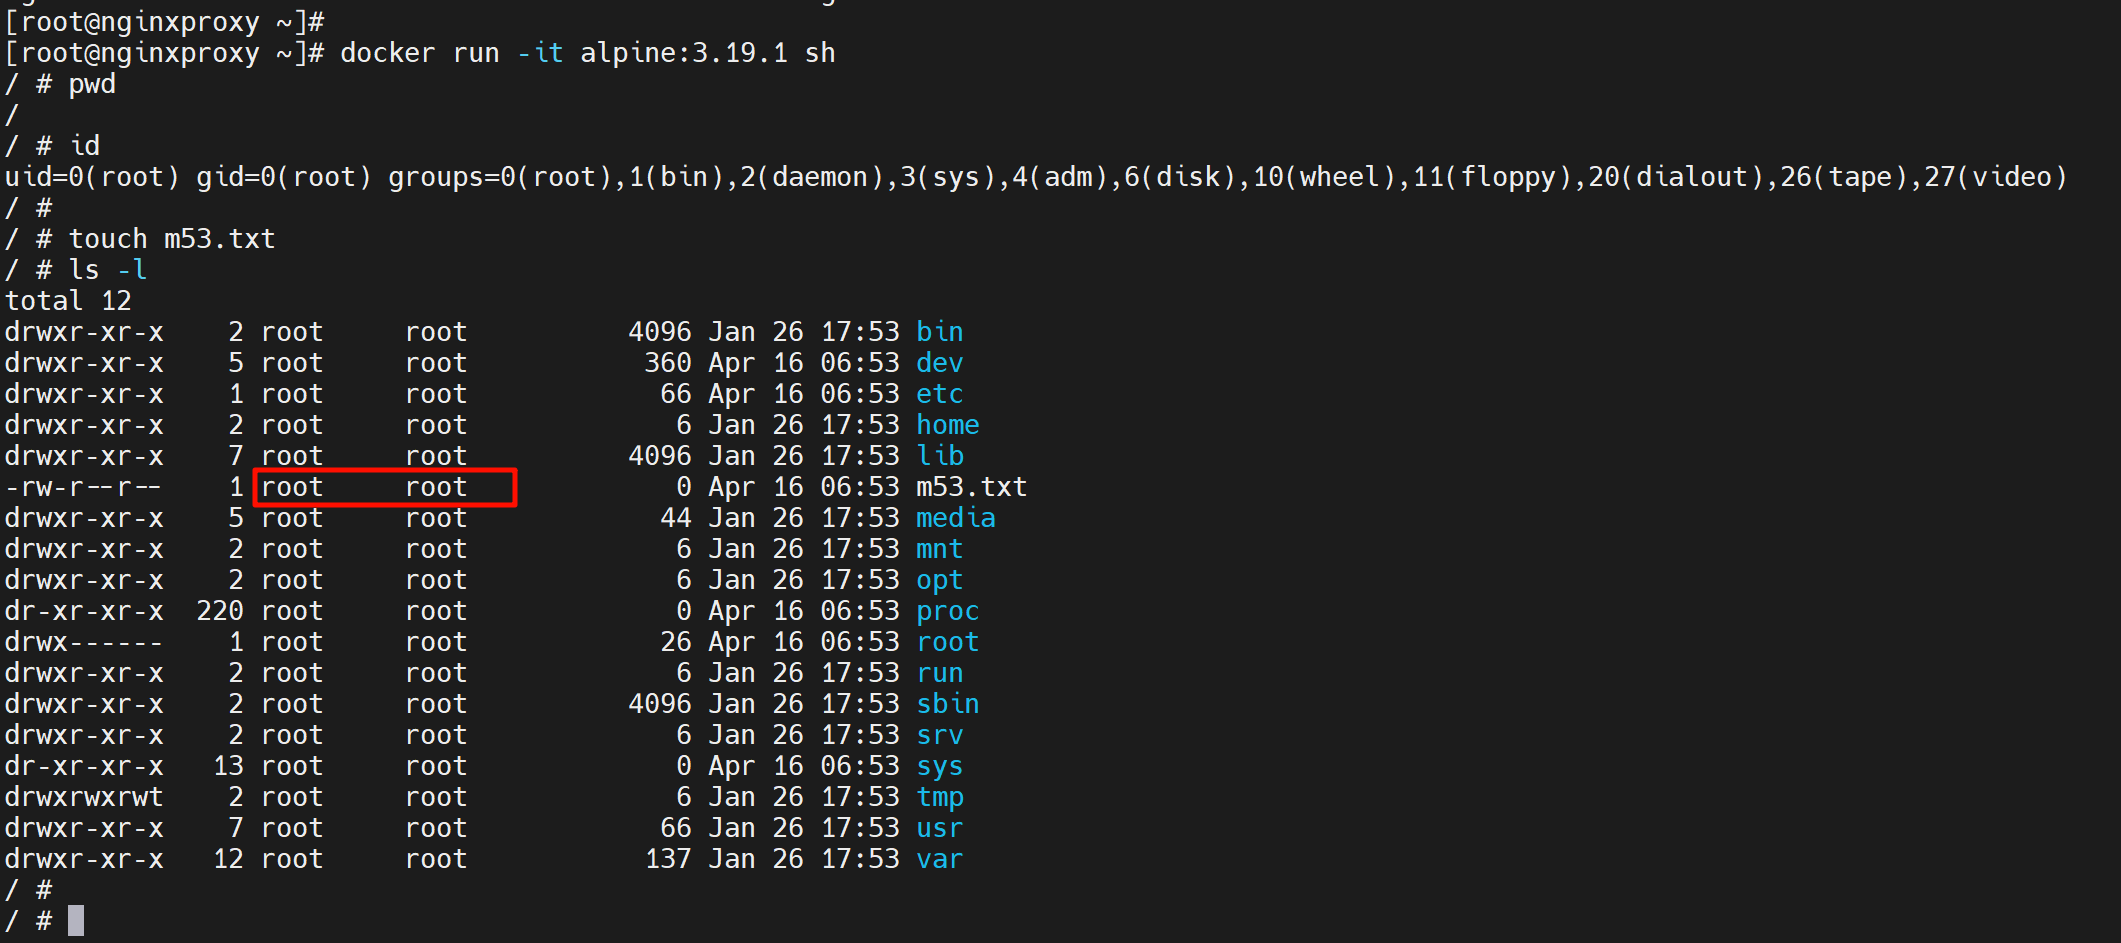 [root@nginxproxy ~]#
[root@nginxproxy ~]# docker run -it alpine:3.19.1 sh
/ # pwd
/
/ # id
uid=0(root) gid=0(root) groups=0(root),1(bin),2(daemon),3(sys),4(adm),6(disk),10(wheel),11(floppy),20(dialout),26(tape),27(video)
/ #
/ # touch m53.txt
/ # ls -l
total 12
drwxr-xr-x    2 root     root          4096 Jan 26 17:53 bin
drwxr-xr-x    5 root     root           360 Apr 16 06:53 dev
drwxr-xr-x    1 root     root            66 Apr 16 06:53 etc
drwxr-xr-x    2 root     root             6 Jan 26 17:53 home
drwxr-xr-x    7 root     root          4096 Jan 26 17:53 lib
-rw-r--r--    1 root     root             0 Apr 16 06:53 m53.txt
drwxr-xr-x    5 root     root            44 Jan 26 17:53 media
drwxr-xr-x    2 root     root             6 Jan 26 17:53 mnt
drwxr-xr-x    2 root     root             6 Jan 26 17:53 opt
dr-xr-xr-x  220 root     root             0 Apr 16 06:53 proc
drwx------    1 root     root            26 Apr 16 06:53 root
drwxr-xr-x    2 root     root             6 Jan 26 17:53 run
drwxr-xr-x    2 root     root          4096 Jan 26 17:53 sbin
drwxr-xr-x    2 root     root             6 Jan 26 17:53 srv
dr-xr-xr-x   13 root     root             0 Apr 16 06:53 sys
drwxrwxrwt    2 root     root             6 Jan 26 17:53 tmp
drwxr-xr-x    7 root     root            66 Jan 26 17:53 usr
drwxr-xr-x   12 root     root           137 Jan 26 17:53 var
/ #
/ #